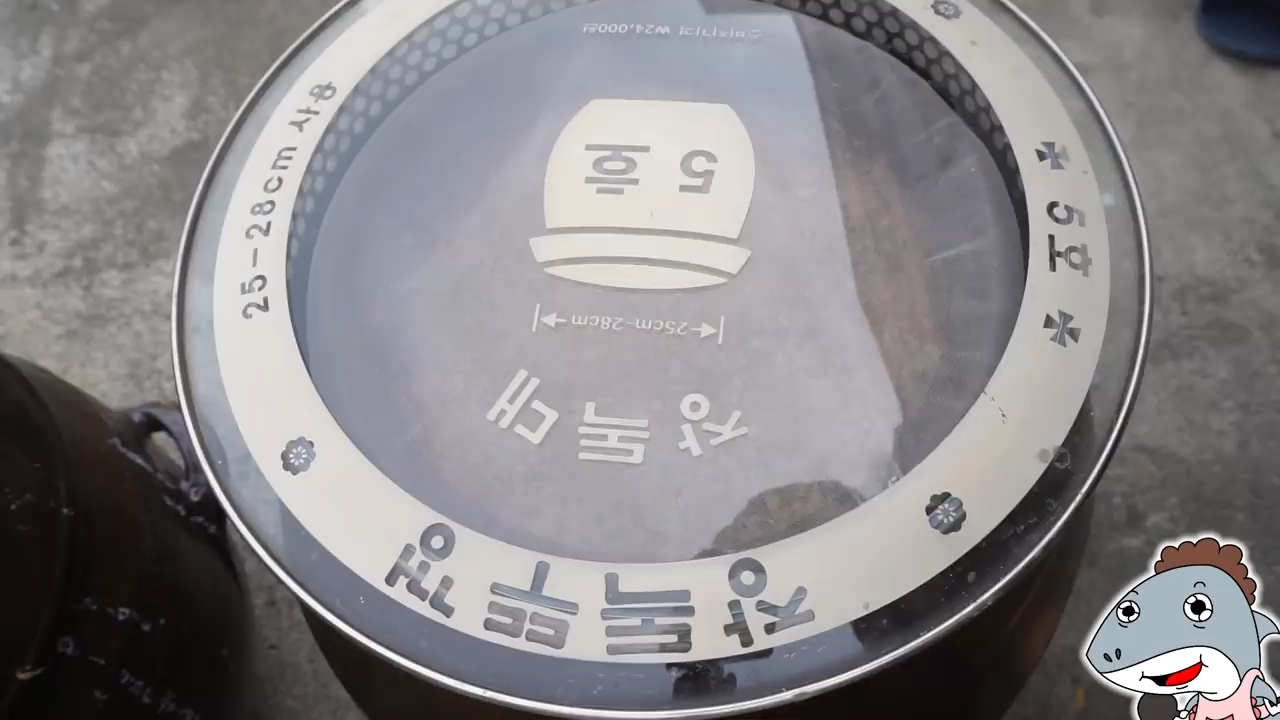 소비자가격 ₩24,000원
5 호
25cm~28cm
장독대
장독뚜껑
25-28cm 사용
5호